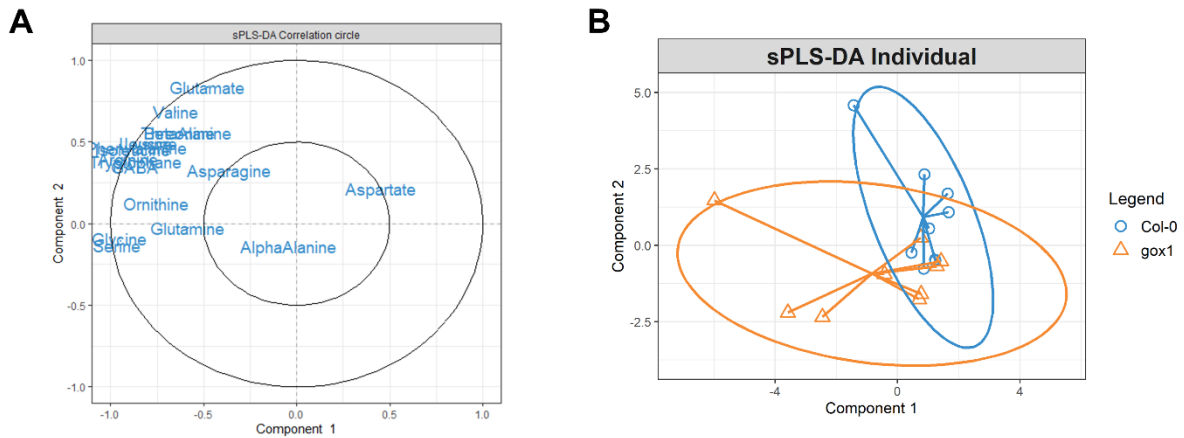 A
sPLS-DA Correlation circle
Component 2
1.0
0.5
0.0
-0.5
-1.0
Glutamate
Valine
Asparagine
Aspartate
GABA
Ornithine
Glutamine
Glycine
Serine
AlphaAlanine
-1.0 -0.5 0.0 0.5 1.0
Component 1
B
sPLS-DA Individual
Component 2
5.0
2.5
0.0
-2.5
-4 0 4
Component 1
Legend
Col-0
gox1